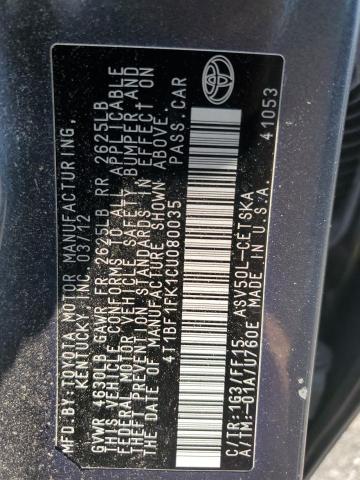 MFD. BY: TOYOTA MOTOR MANUFACTURING,
KENTUCKY, INC. 03/12
GVWR 4630LB GAWR FR 2625LB RR 2625LB
THIS VEHICLE CONFORMS TO ALL APPLICABLE
FEDERAL MOTOR VEHICLE SAFETY, BUMPER, AND
THEFT PREVENTION STANDARDS IN EFFECT ON
THE DATE OF MANUFACTURE SHOWN ABOVE.
4T1BF1FK1CU080035 PASS.CAR
C/TR:1G3/FF15 ASV50L-CETSKA
A/TM:-01A/U760E MADE IN U.S.A.
41053